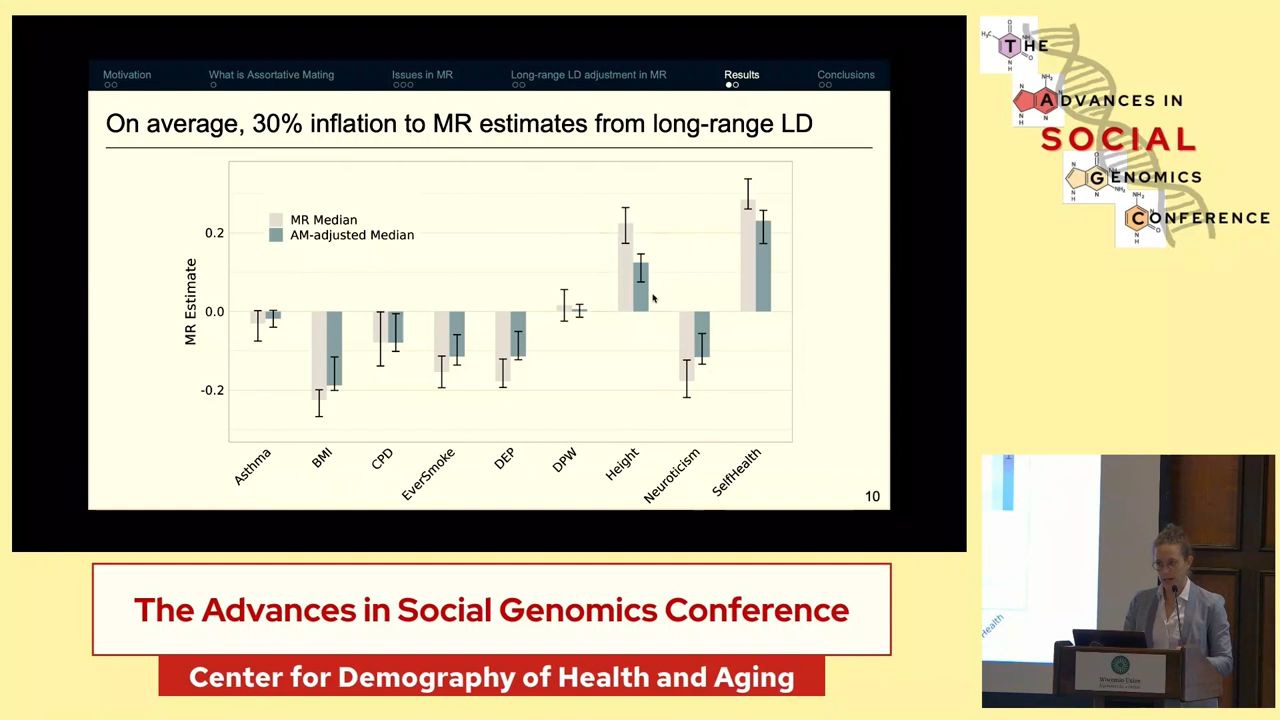 Motivation
What is Assortative Mating
Issues in MR
Long-range LD adjustment in MR
Results
Conclusions
On average, 30% inflation to MR estimates from long-range LD
MR Median
AM-adjusted Median
MR Estimate
0.2
0.0
-0.2
Asthma
BMI
CPD
EverSmoke
DEP
DPW
Height
Neuroticism
SelfHealth
10
THE
ADVANCES IN
SOCIAL
GENOMICS
CONFERENCE
Health
Wisconsin Union
The Advances in Social Genomics Conference
Center for Demography of Health and Aging